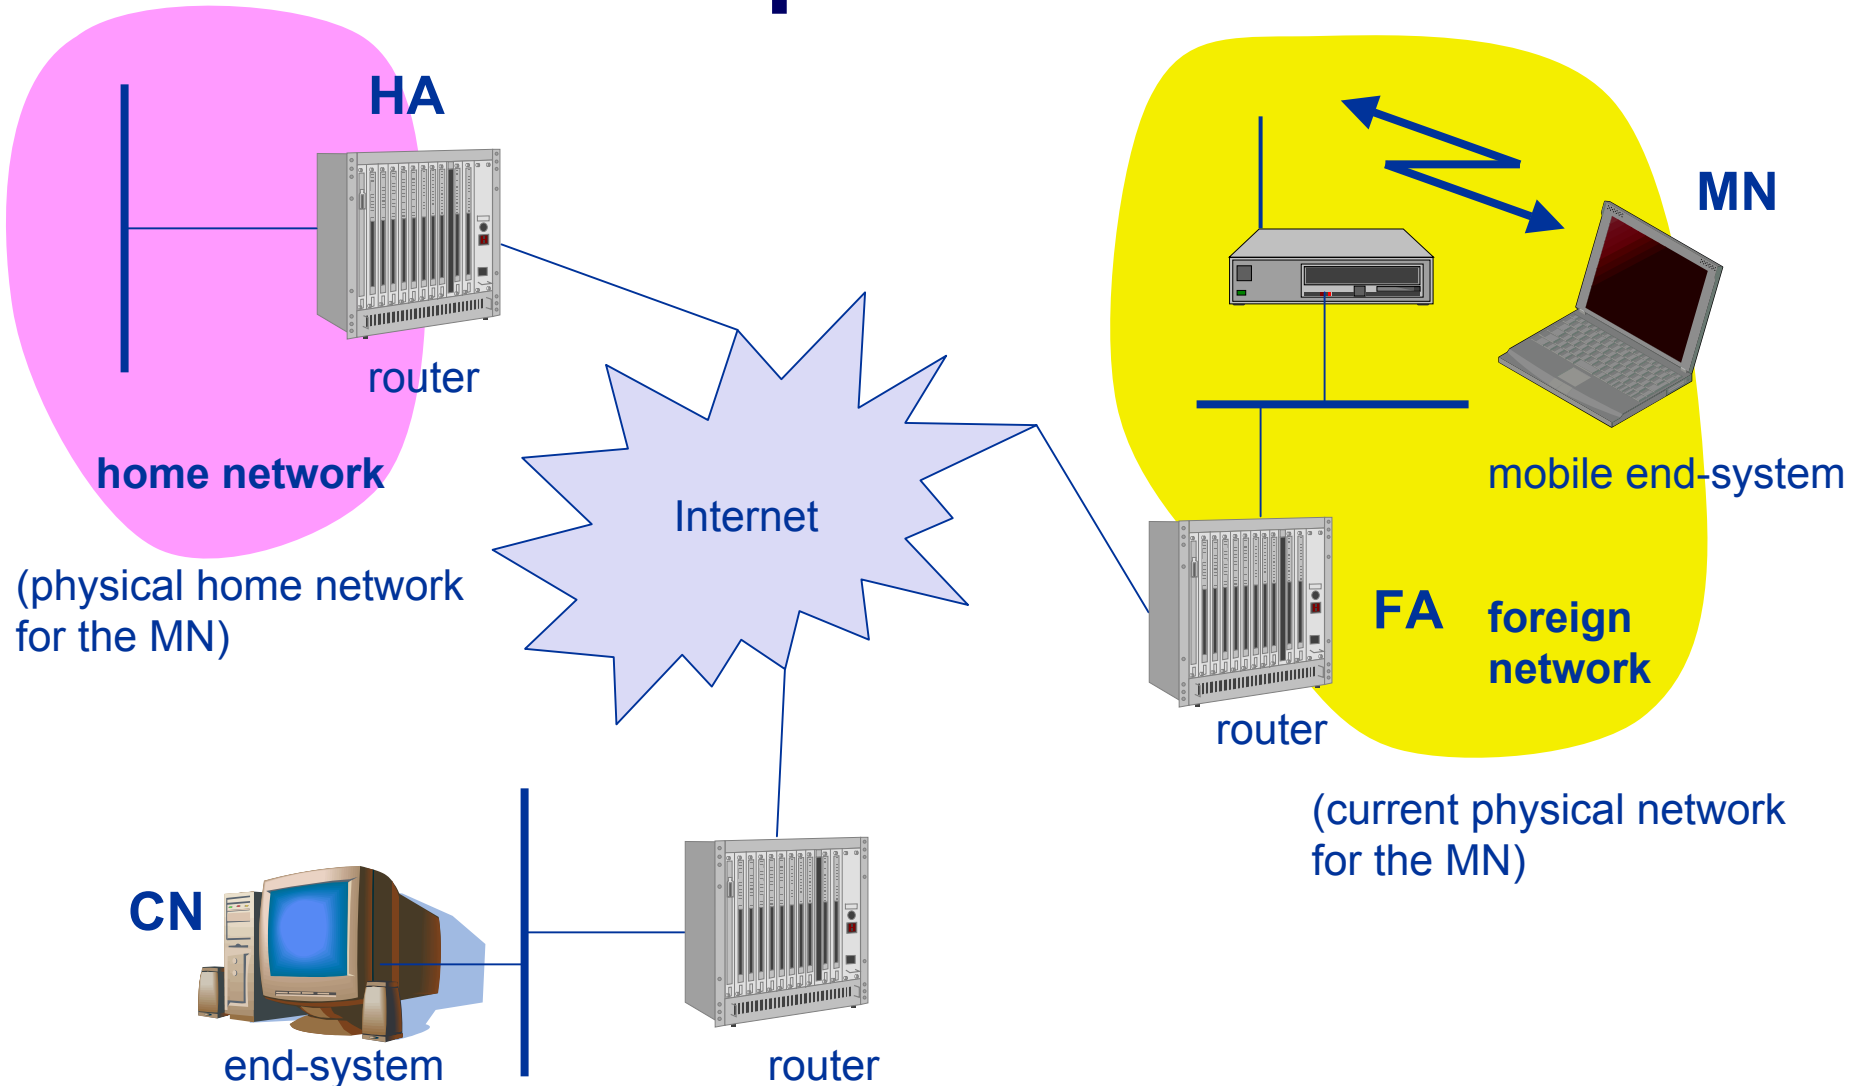 HA
MN
router
home network
mobile end-system
Internet
(physical home network
for the MN)
FA
foreign
network
router
(current physical network
for the MN)
CN
end-system
router